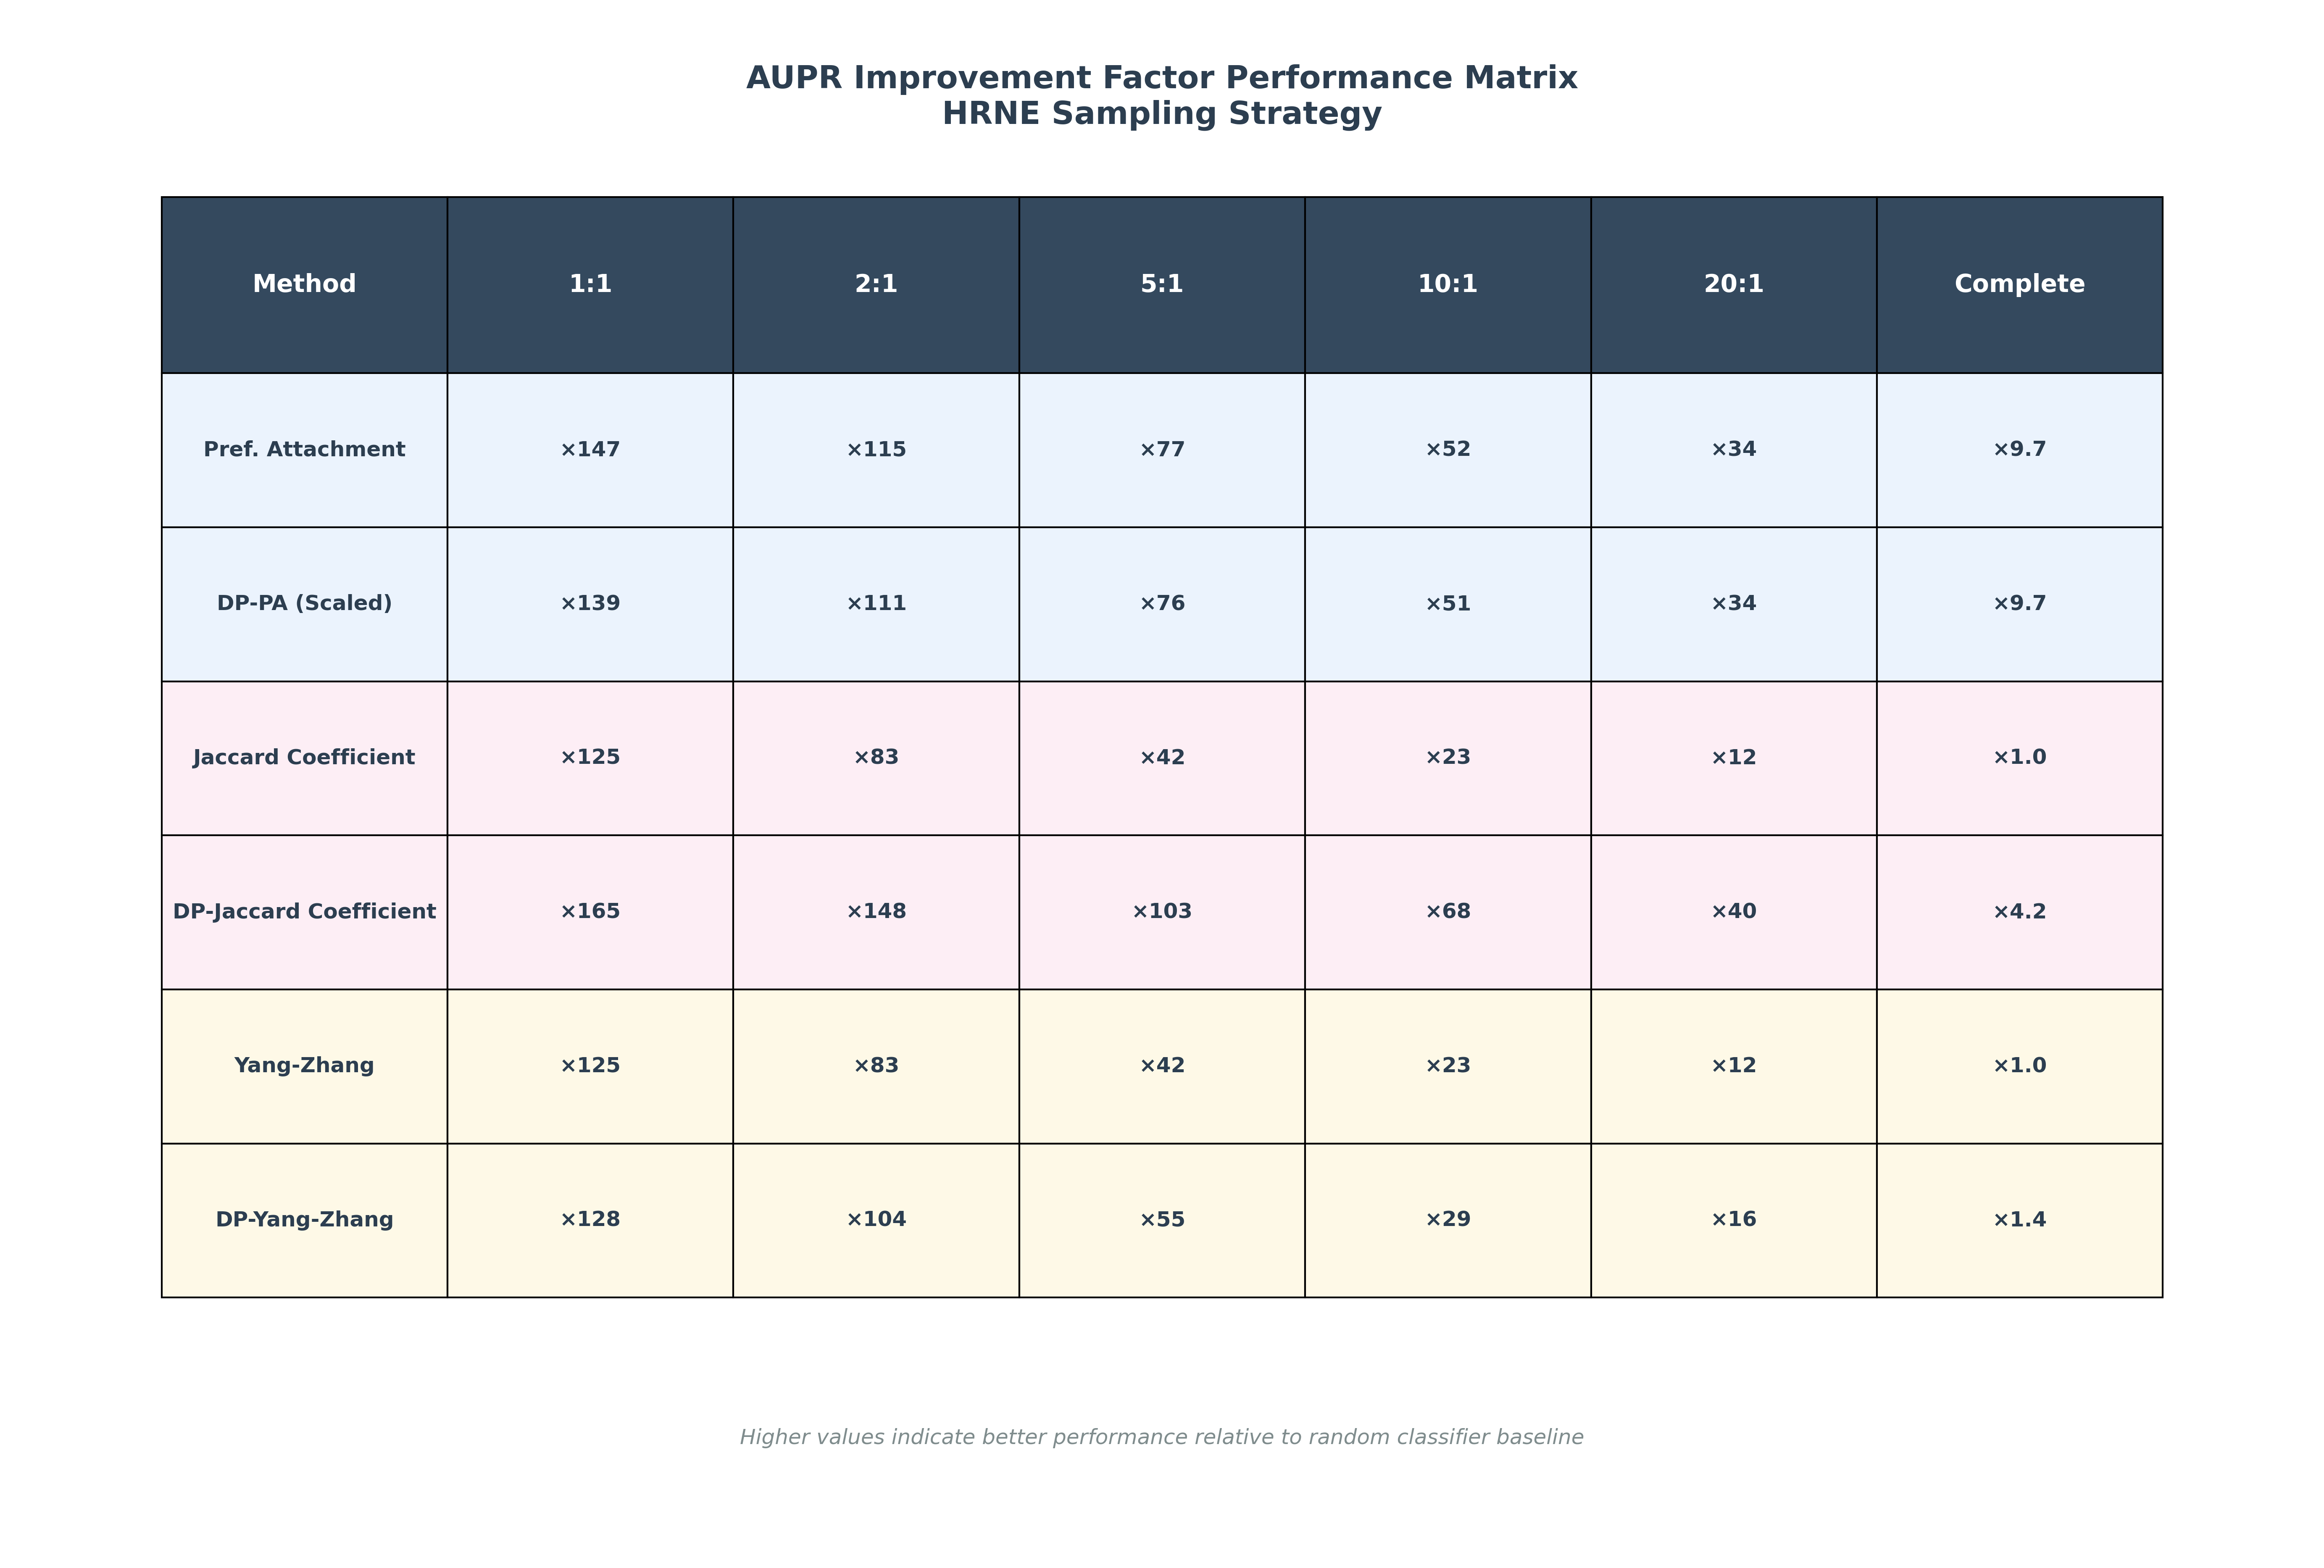 AUPR Improvement Factor Performance Matrix
HRNE Sampling Strategy
Method 1:1 2:1 5:1 10:1 20:1 Complete
Pref. Attachment ×147 ×115 ×77 ×52 ×34 ×9.7
DP-PA (Scaled) ×139 ×111 ×76 ×51 ×34 ×9.7
Jaccard Coefficient ×125 ×83 ×42 ×23 ×12 ×1.0
DP-Jaccard Coefficient ×165 ×148 ×103 ×68 ×40 ×4.2
Yang-Zhang ×125 ×83 ×42 ×23 ×12 ×1.0
DP-Yang-Zhang ×128 ×104 ×55 ×29 ×16 ×1.4
Higher values indicate better performance relative to random classifier baseline